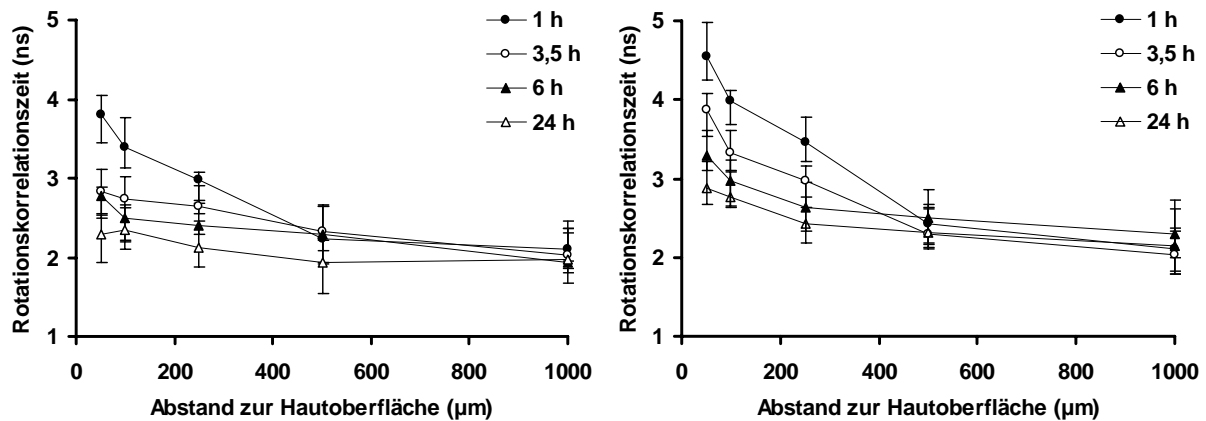 5
4
3
2
1
Rotationskorrelationszeit (ns)
1 h
3,5 h
6 h
24 h
0 200 400 600 800 1000
Abstand zur Hautoberfläche (µm)
5
4
3
2
1
Rotationskorrelationszeit (ns)
1 h
3,5 h
6 h
24 h
0 200 400 600 800 1000
Abstand zur Hautoberfläche (µm)